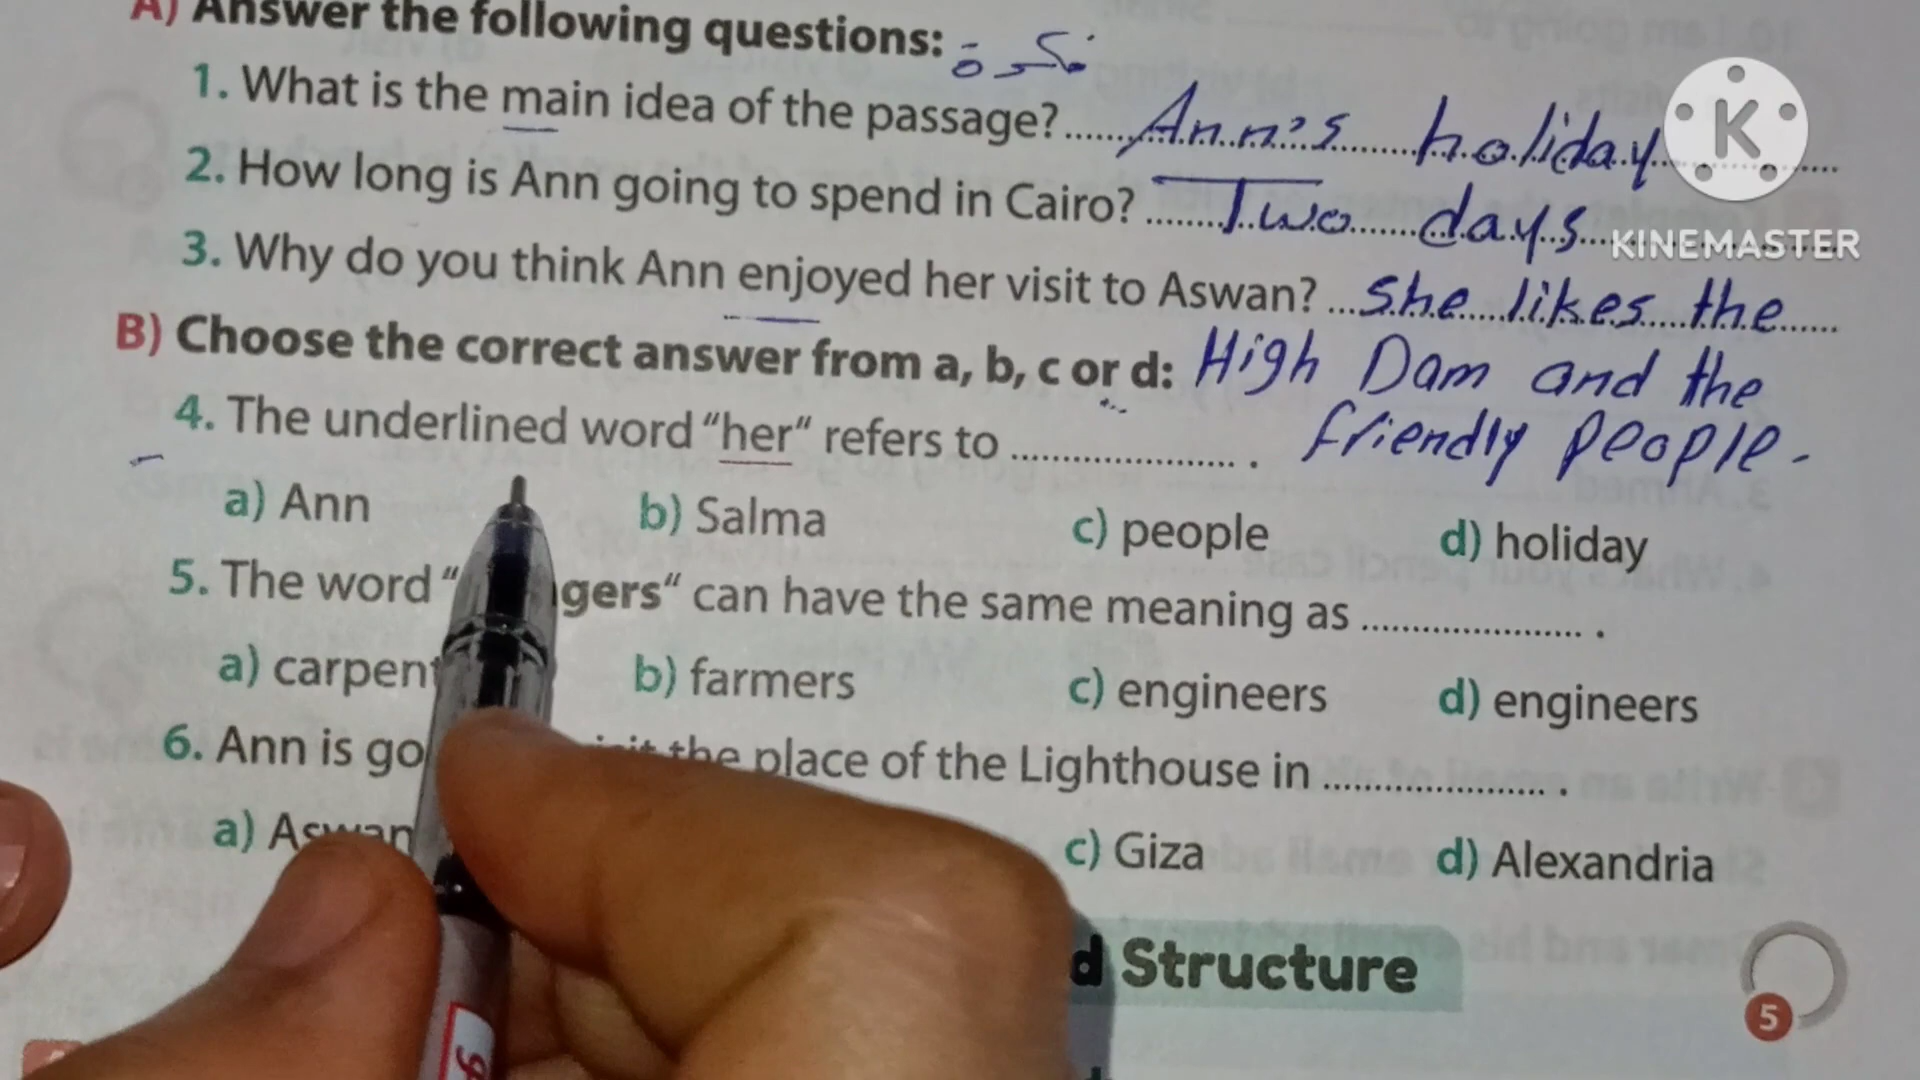 A) Answer the following questions:
1. What is the main idea of the passage? Ann's holiday
2. How long is Ann going to spend in Cairo? Two days
3. Why do you think Ann enjoyed her visit to Aswan? She likes the
High Dam and the
friendly people.
B) Choose the correct answer from a, b, c or d:
4. The underlined word "her" refers to .................... .
a) Ann b) Salma c) people d) holiday
5. The word " gers" can have the same meaning as .................... .
a) carpent b) farmers c) engineers d) engineers
6. Ann is go the place of the Lighthouse in .................... .
a) Aswan c) Giza d) Alexandria
d Structure
5
K
KINEMASTER